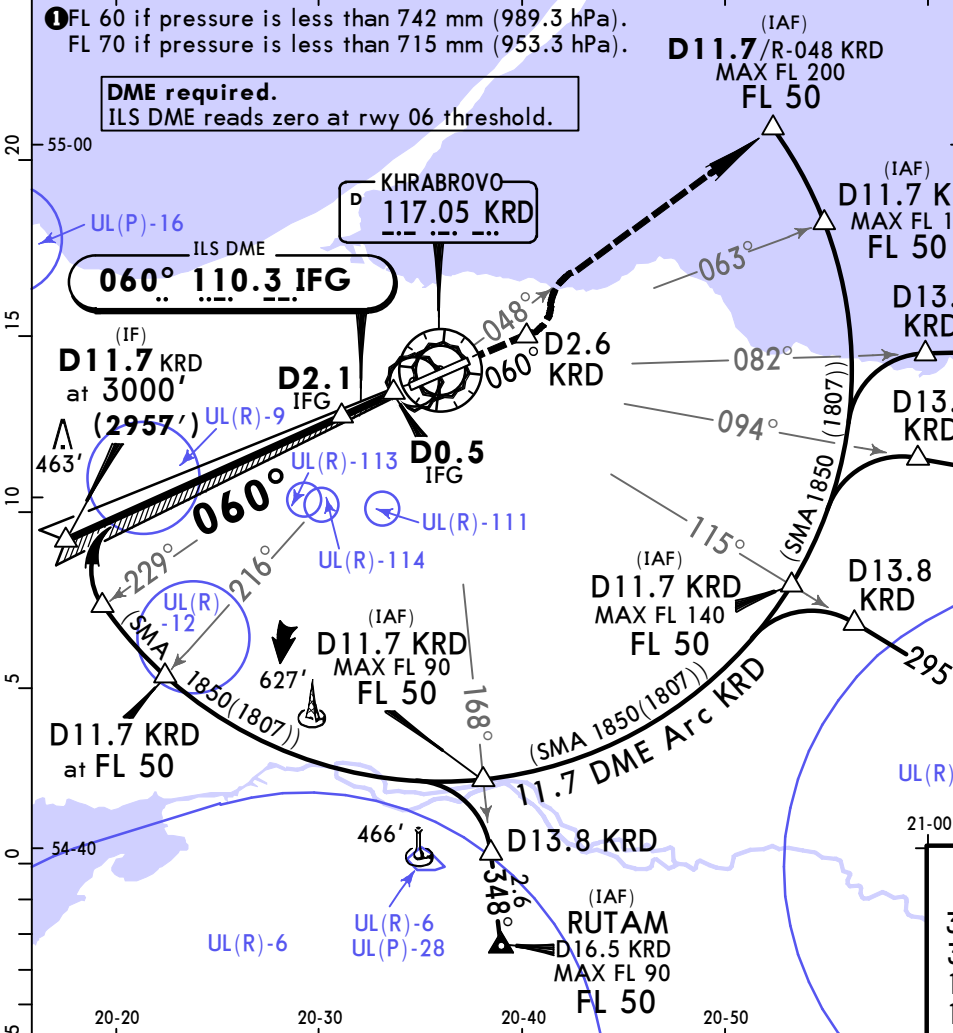 ❶FL 60 if pressure is less than 742 mm (989.3 hPa).
FL 70 if pressure is less than 715 mm (953.3 hPa).
DME required.
ILS DME reads zero at rwy 06 threshold.
(IAF)
D11.7/R-048 KRD
MAX FL 200
FL 50
20
55-00
UL(P)-16
KHRABROVO
D
117.05 KRD
(IAF)
D11.7 K
MAX FL 1
FL 50
ILS DME
060° 110.3 IFG
063°
048°
15
(IF)
D11.7 KRD
at 3000'
(2957')
D2.1
IFG
060°
D2.6
KRD
082°
D13.
KRD
463'
UL(R)-9
D0.5
IFG
094°
D13.
KRD
(SMA 1850 (1807))
UL(R)-113
060°
UL(R)-111
UL(R)-114
10
115°
229°
216°
UL(R)
-12
(IAF)
D11.7 KRD
MAX FL 140
FL 50
D13.8
KRD
295
(SMA 1850(1807))
627'
(IAF)
D11.7 KRD
MAX FL 90
FL 50
168°
5
D11.7 KRD
at FL 50
(SMA 1850(1807))
11.7 DME Arc KRD
UL(R)
21-00
0
54-40
466'
D13.8 KRD
2.6
348°
UL(R)-6
UL(R)-6
UL(P)-28
(IAF)
RUTAM
D16.5 KRD
MAX FL 90
FL 50
5
20-20
20-30
20-40
20-50